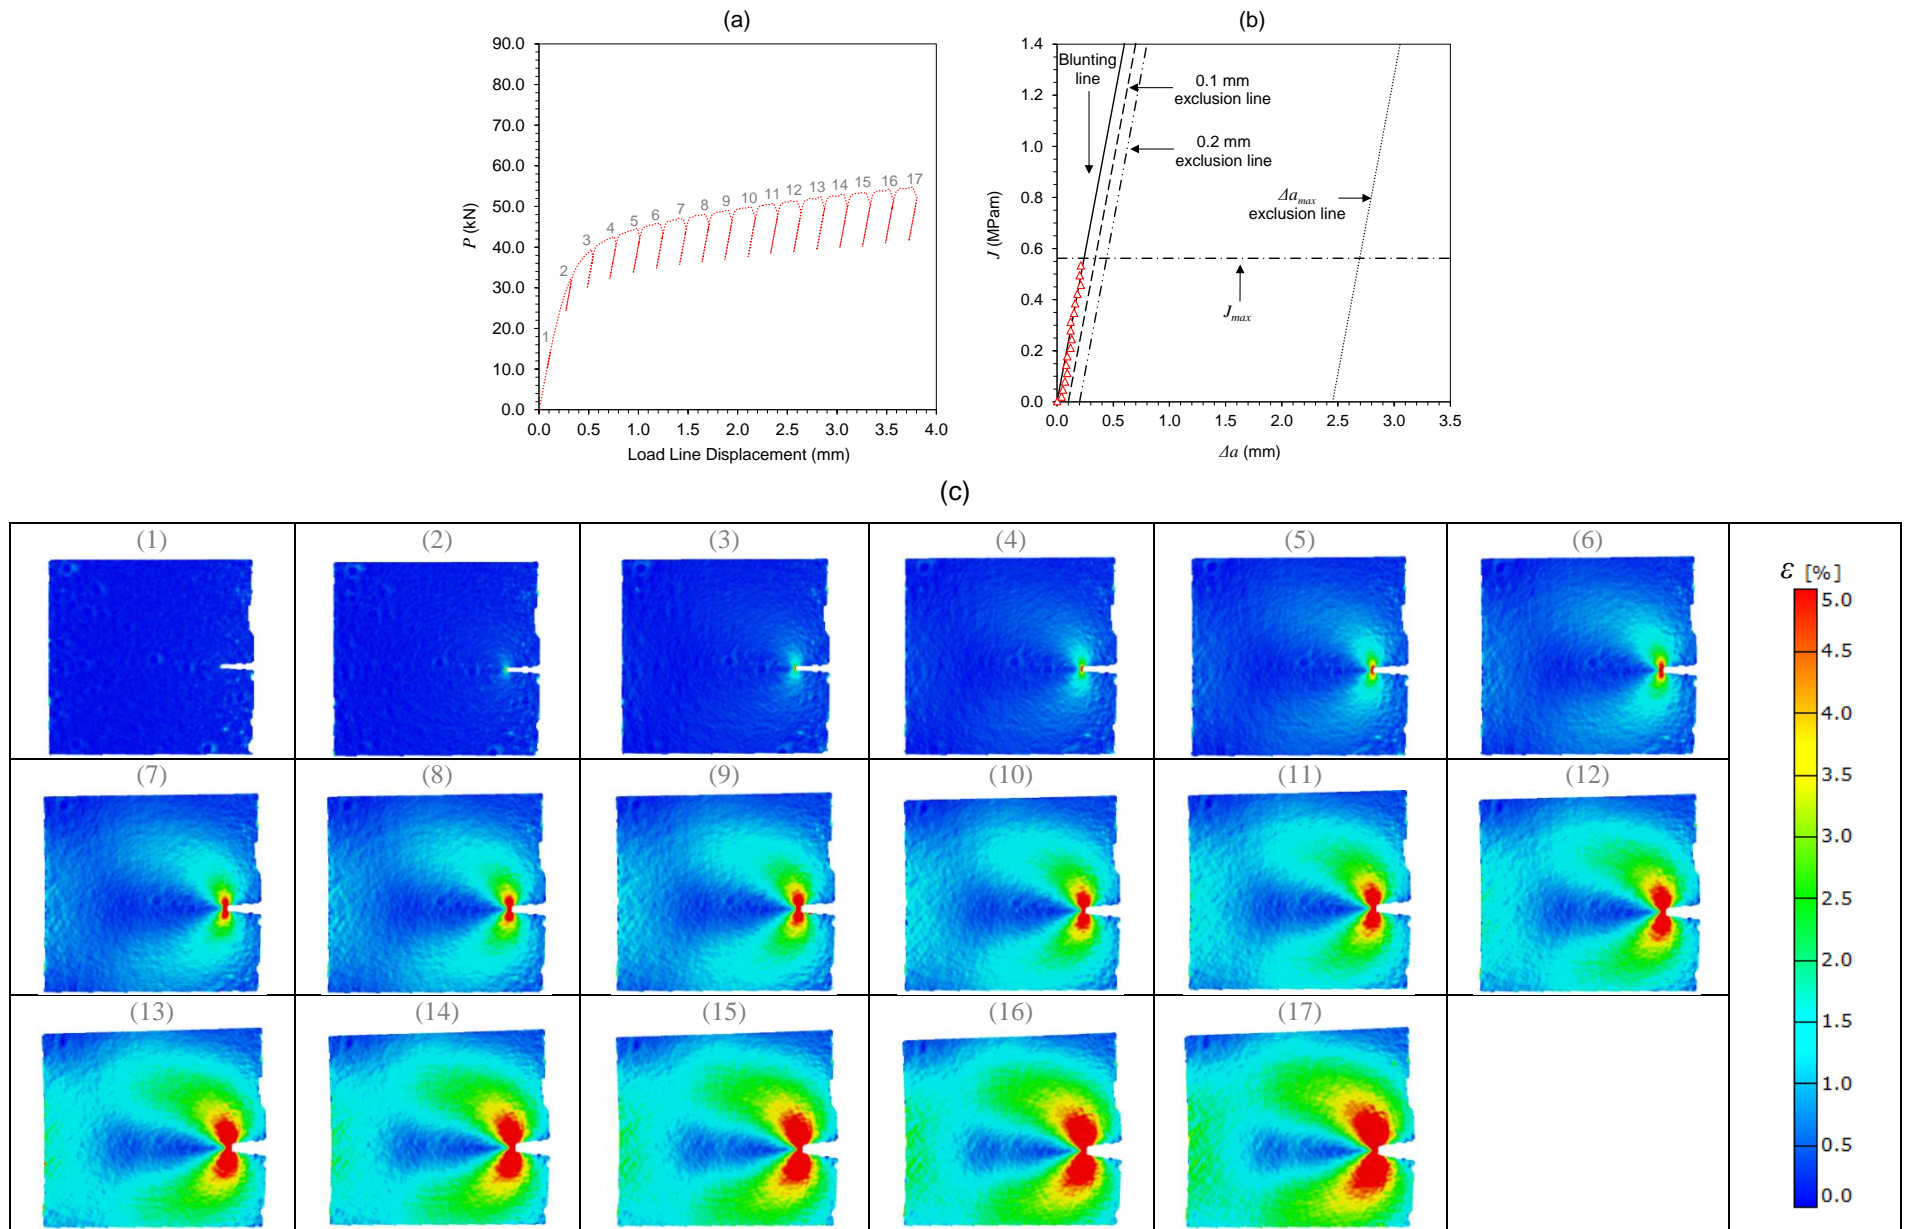 (a)
90.0
80.0
70.0
60.0
50.0
40.0
30.0
20.0
10.0
0.0
P (kN)
1 2 3 4 5 6 7 8 9 10 11 12 13 14 15 16 17
0.0 0.5 1.0 1.5 2.0 2.5 3.0 3.5 4.0
Load Line Displacement (mm)
(b)
1.4
1.2
1.0
0.8
0.6
0.4
0.2
0.0
J (MPam)
Blunting
line
0.1 mm
exclusion line
0.2 mm
exclusion line
Δamax
exclusion line
Jmax
0.0 0.5 1.0 1.5 2.0 2.5 3.0 3.5
Δa (mm)
(c)
(1) (2) (3) (4) (5) (6)
(7) (8) (9) (10) (11) (12)
(13) (14) (15) (16) (17)
ε [%]
5.0
4.5
4.0
3.5
3.0
2.5
2.0
1.5
1.0
0.5
0.0